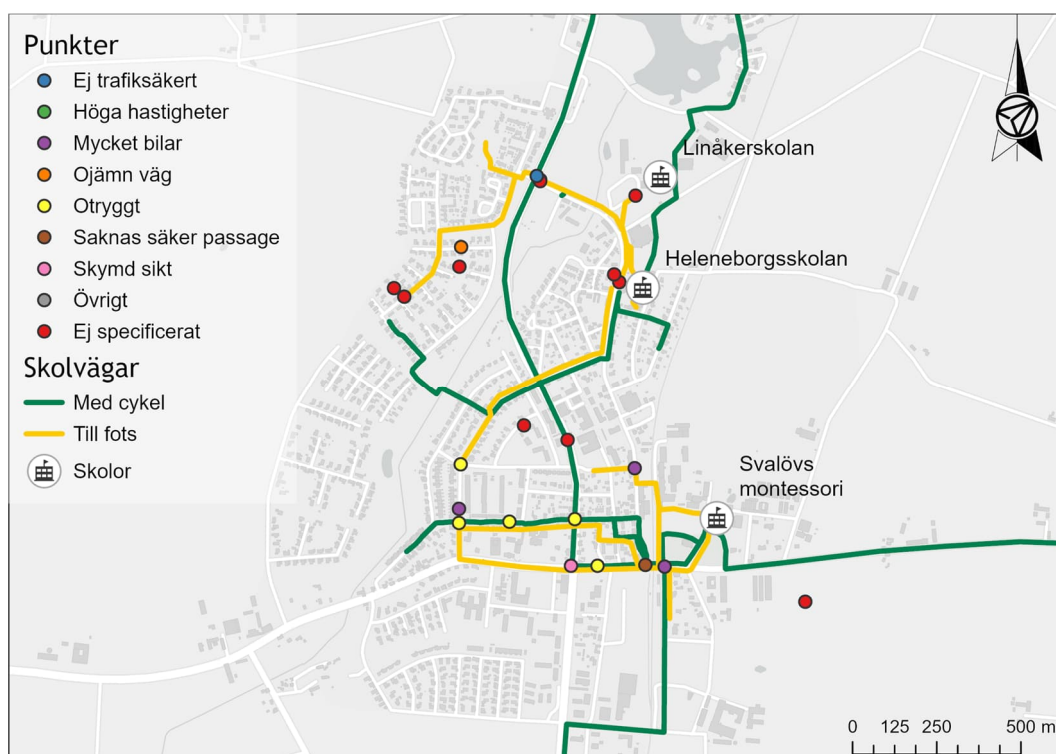 Punkter
Ej trafiksäkert
Höga hastigheter
Mycket bilar
Ojämn väg
Otryggt
Saknas säker passage
Skymd sikt
Övrigt
Ej specificerat
Skolvägar
Med cykel
Till fots
Skolor
Linåkerskolan
Heleneborgsskolan
Svalövs
montessori
0 125 250 500 m